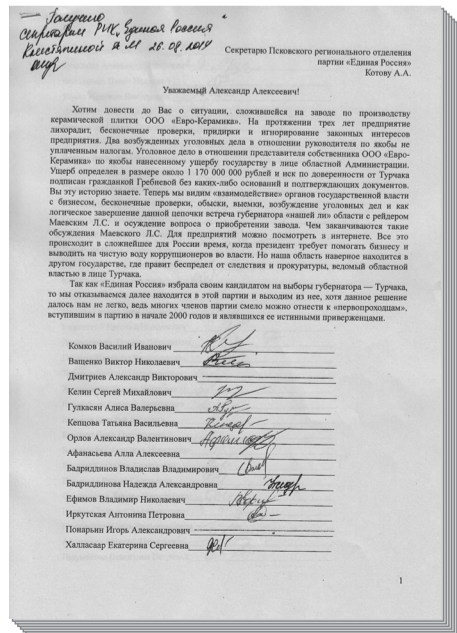 Получено
секретарем РИК "Единая Россия
26.08.2014
Секретарю Псковского регионального отделения
партии «Единая Россия»
Котову А.А.
Уважаемый Александр Алексеевич!
Хотим довести до Вас о ситуации, сложившейся на заводе по производству
керамической плитки ООО «Евро-Керамика». На протяжении трех лет предприятие
лихорадит, бесконечные проверки, придирки и игнорирование законных интересов
предприятия. Два возбужденных уголовных дела в отношении руководителя по якобы не
уплаченным налогам. Уголовное дело в отношении представителя собственника ООО «Евро-
Керамика» по якобы нанесенному ущербу государству в лице областной Администрации.
Ущерб определен в размере около 1 170 000 000 рублей и иск по доверенности от Турчака
подписан гражданкой Гребневой без каких-либо оснований и подтверждающих документов.
Вы эту историю знаете. Теперь мы видим «взаимодействие» органов государственной власти
с бизнесом, бесконечные проверки, обыски, выемки, возбуждение уголовных дел и как
логическое завершение данной цепочки встреча губернатора «нашей ли» области с рейдером
Маевским Л.С. и осуждение вопроса о приобретении завода. Чем заканчиваются такие
обсуждения Маевского Л.С. Для предприятий можно посмотреть в интернете. Все это
происходит в сложнейшее для России время, когда президент требует помогать бизнесу и
выводить на чистую воду коррупционеров во власти. Но наша область наверное находится в
другом государстве, где правит беспредел от следствия и прокуратуры, ведомый областной
властью в лице Турчака.
Так как «Единая Россия» избрала своим кандидатом на выборы губернатора — Турчака,
то мы отказываемся далее находится в этой партии и выходим из нее, хотя данное решение
далось нам не легко, ведь многих членов партии смело можно отнести к «первопроходцам»,
вступившим в партию в начале 2000 годов и являвшихся ее истинными приверженцами.
Комков Василий Иванович
Ващенко Виктор Николаевич
Дмитриев Александр Викторович
Келин Сергей Михайлович
Гулкасян Алиса Валерьевна
Кепцова Татьяна Васильевна
Орлов Александр Валентинович
Афанасьева Алла Алексеевна
Бадриддинов Владислав Владимирович
Бадриддинова Надежда Александровна
Ефимов Владимир Николаевич
Иркутская Антонина Петровна
Понарьин Игорь Александрович
Халласаар Екатерина Сергеевна
1